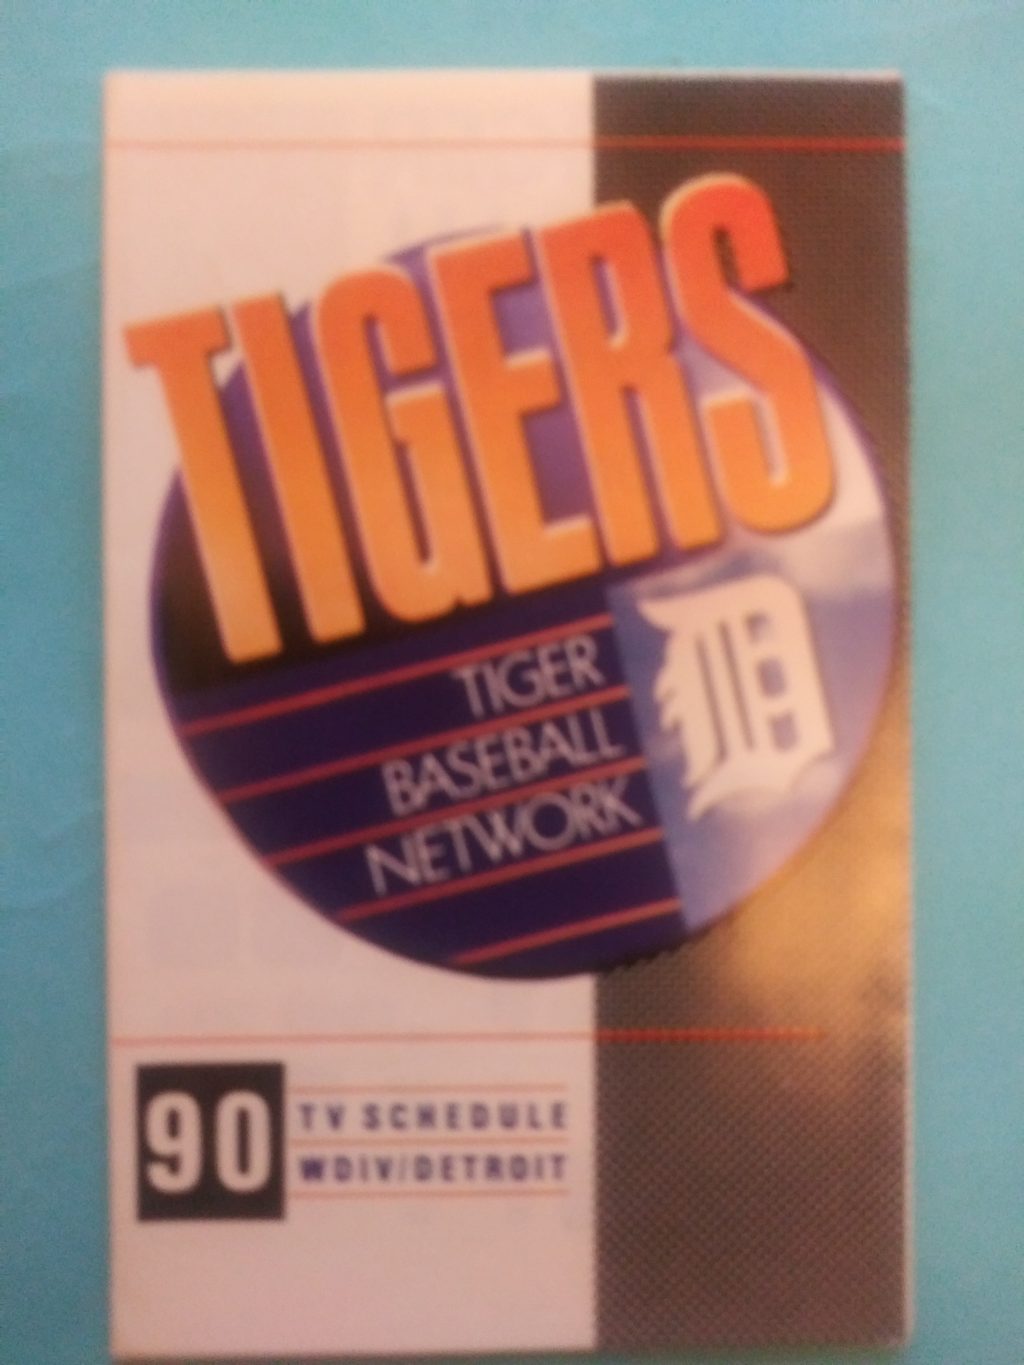 TIGERS
TIGER
BASEBALL
NETWORK
D
90
TV SCHEDULE
WDIV/DETROIT